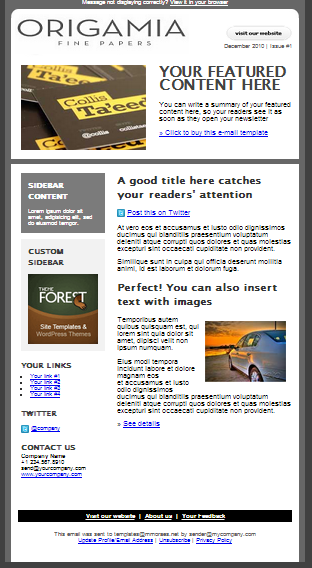 Message not displaying correctly? View it in your browser
ORIGAMIA
FINE PAPERS
visit our website
December 2010 | Issue #1
Collis
Ta'eed
Collis
Ta'eed
@collis
YOUR FEATURED
CONTENT HERE
You can write a summary of your featured
content here, so your readers see it as
soon as they open your newsletter
» Click to buy this e-mail template
SIDEBAR
CONTENT
Lorem ipsum dolor sit
amet, adipiscing elit, sed
do eiusmod tempor.
CUSTOM
SIDEBAR
THEME
FOREST
Site Templates &
WordPress Themes
YOUR LINKS
Your link #1
Your link #2
Your link #3
Your link #4
TWITTER
@company
CONTACT US
Company Name
+1.234.567.8910
send@yourcompany.com
www.yourcompany.com
A good title here catches
your readers' attention
Post this on Twitter
At vero eos et accusamus et iusto odio dignissimos
ducimus qui blanditiis praesentium voluptatum
deleniti atque corrupti quos dolores et quas molestias
excepturi sint occaecati cupiditate non provident.
Similique sunt in culpa qui officia deserunt mollitia
animi, id est laborum et dolorum fuga.
Perfect! You can also insert
text with images
Temporibus autem
quibus quisquam est, qui
lorem sint quia dolor sit
amet, dipisci velit non
ipsum numquam.
Eius modi tempora
incidunt labore et dolore
magnam eos
et accusamus et iusto
odio dignissimos
ducimus qui blanditiis praesentium voluptatum
deleniti atque corrupti quos dolores et quas molestias
excepturi sint occaecati cupiditate non provident.
» See details
Visit our website | About us | Your Feedback
This email was sent to templates@mmoraes.net by sender@mycompany.com
Update Profile/Email Address | Unsubscribe | Privacy Policy